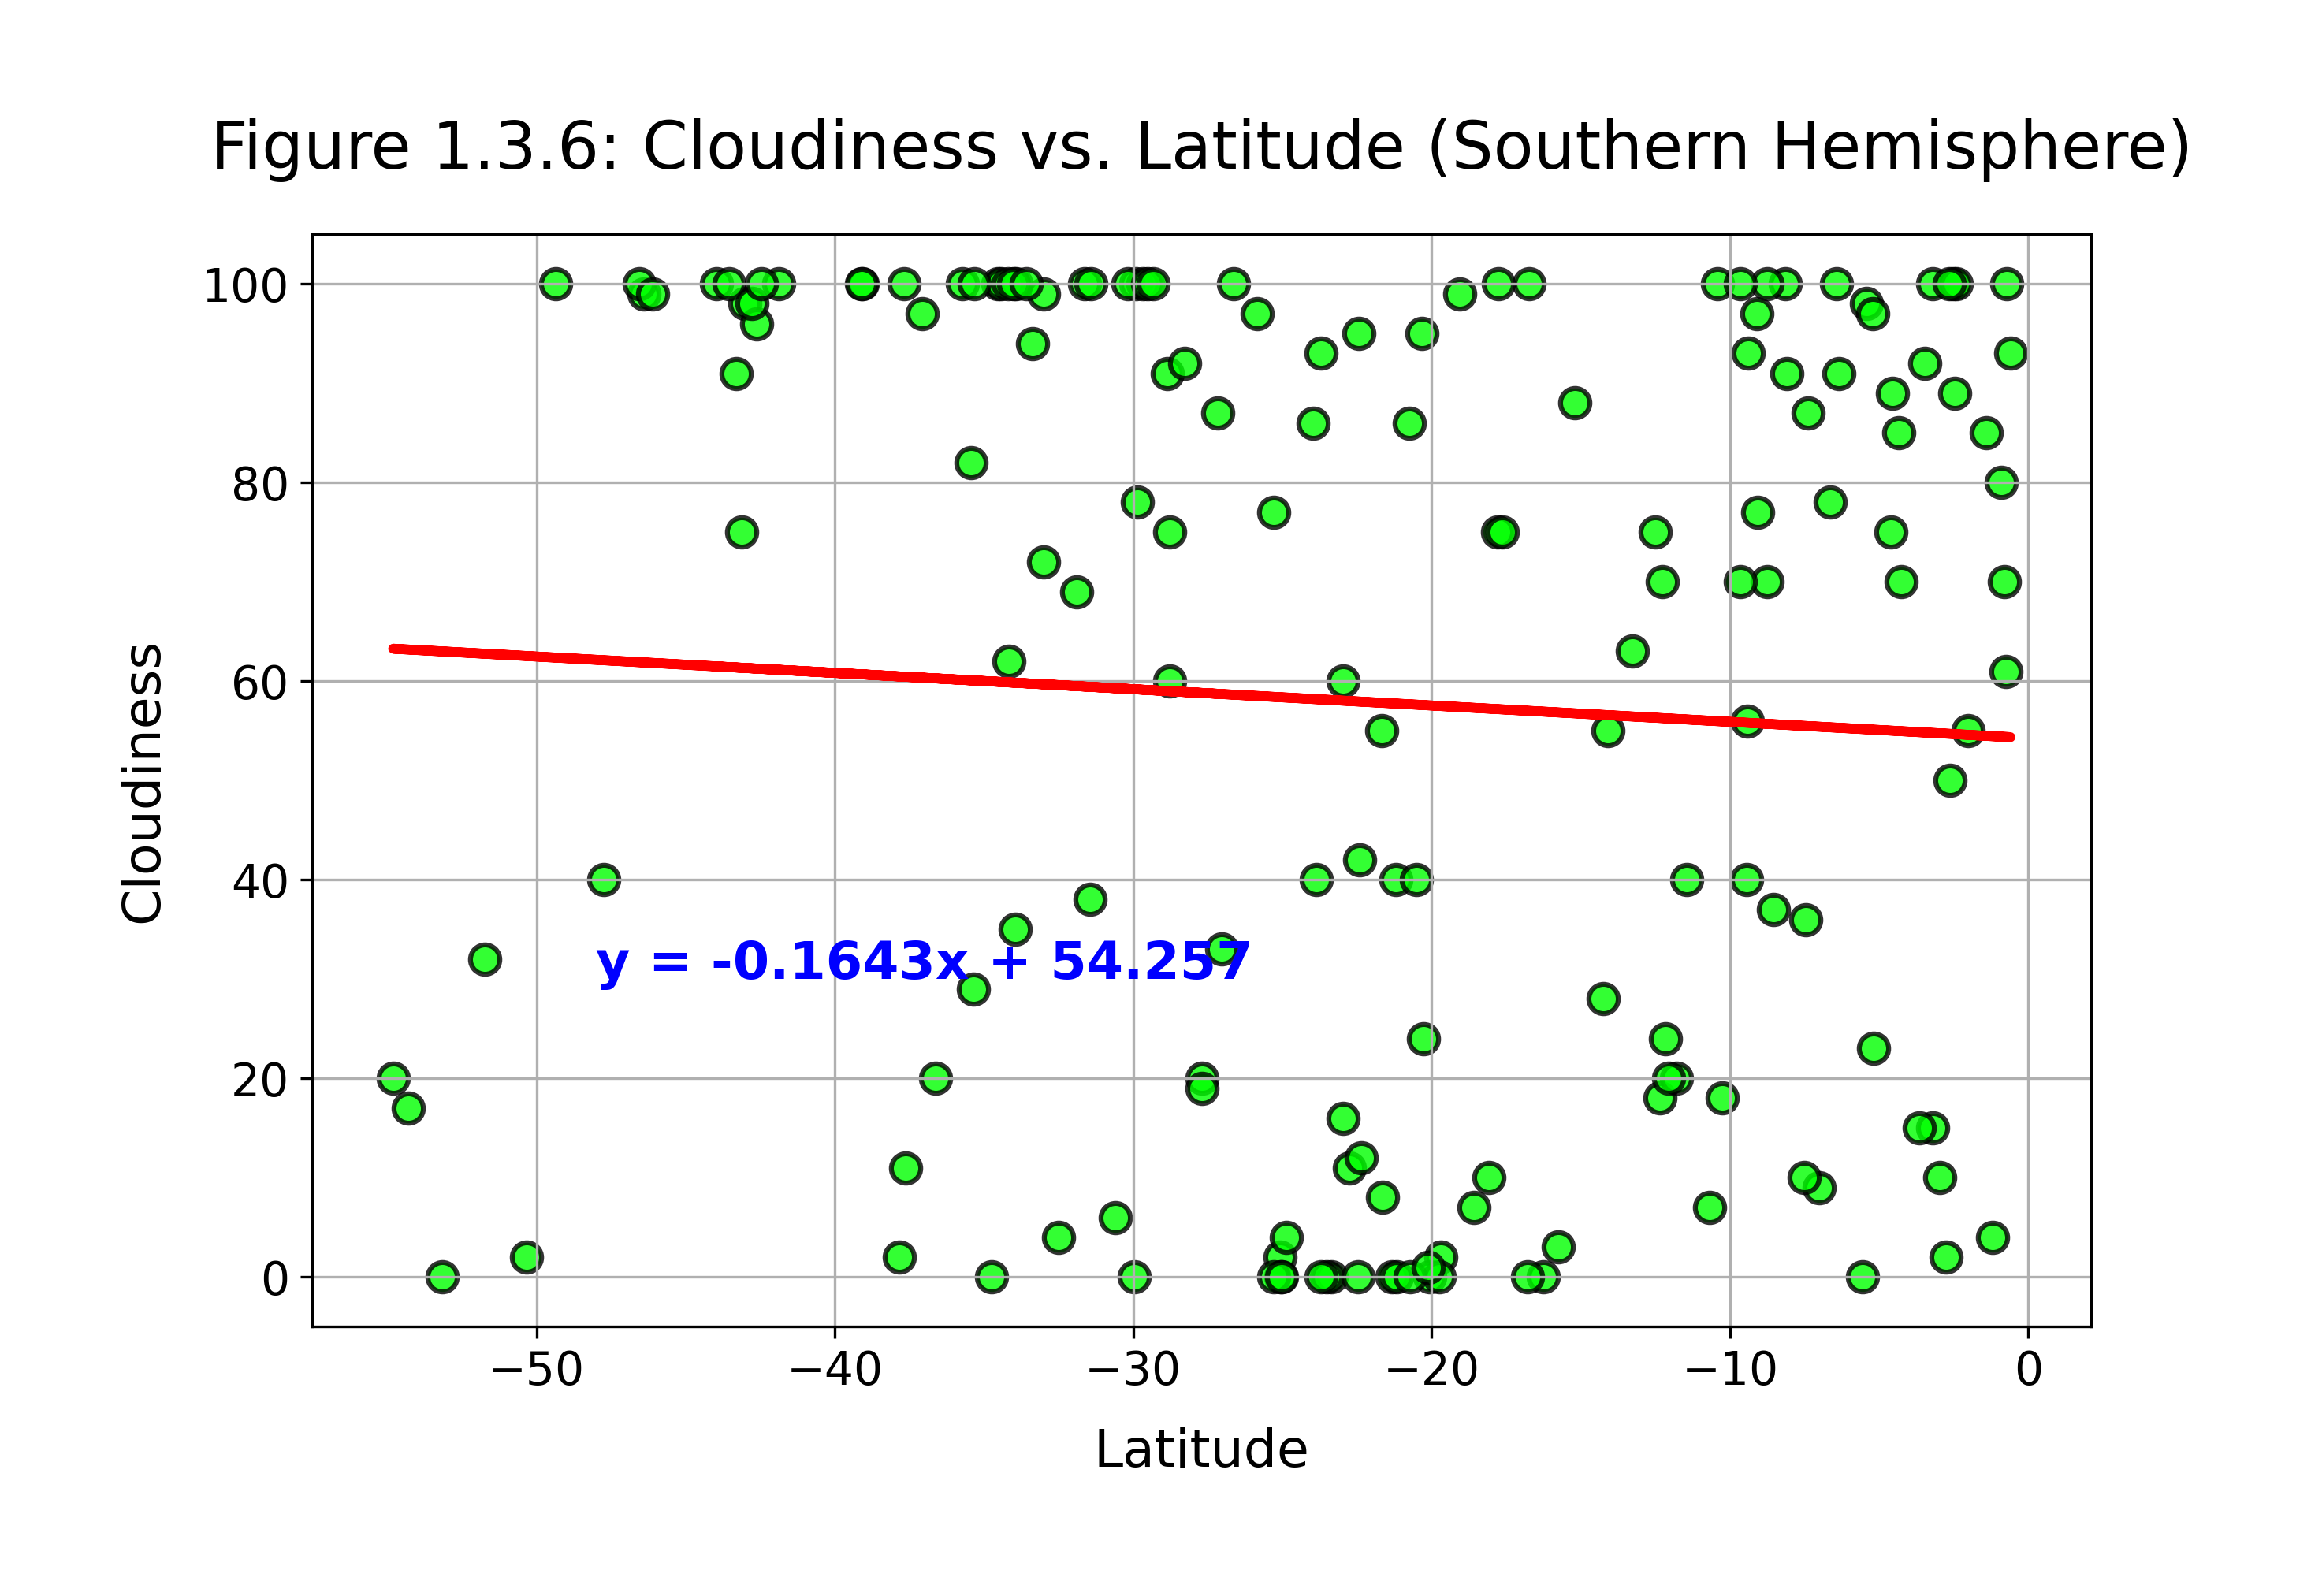 Figure 1.3.6: Cloudiness vs. Latitude (Southern Hemisphere)
100
80
60
40
20
0
Cloudiness
y = -0.1643x + 54.257
−50 −40 −30 −20 −10 0
Latitude